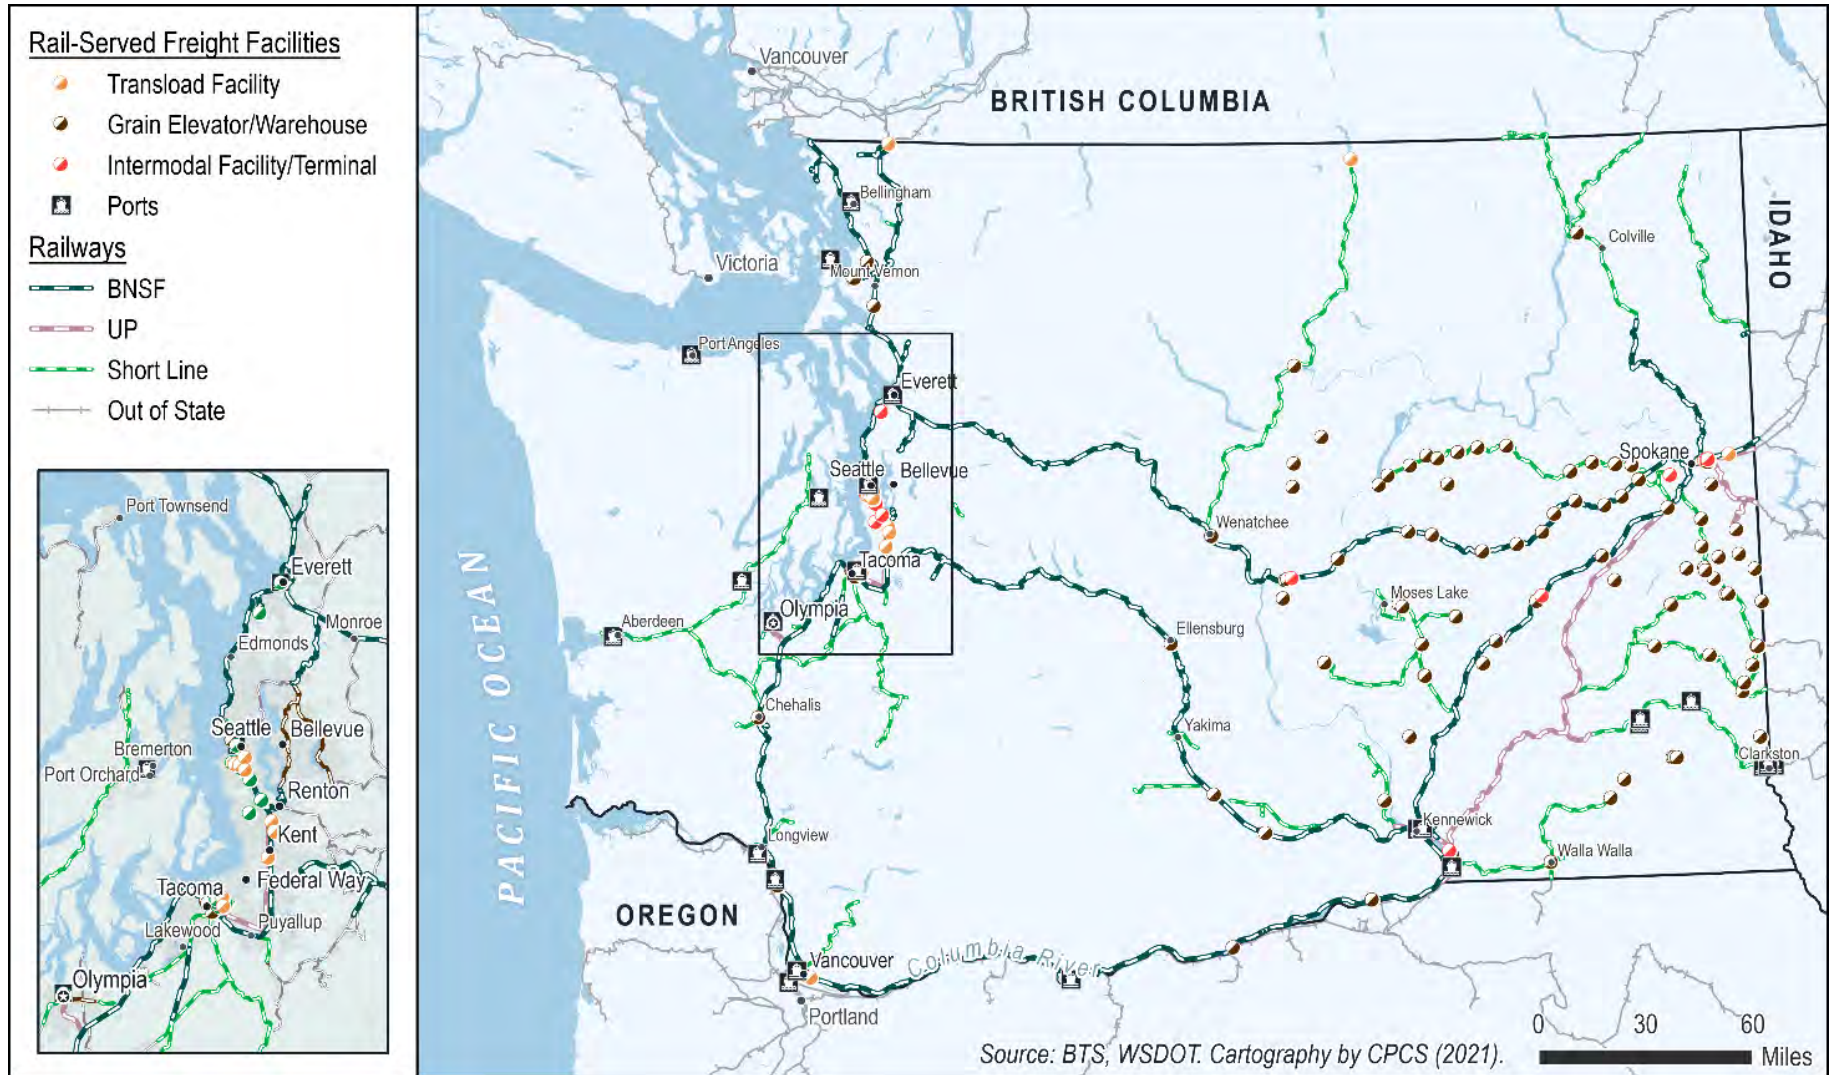 Rail-Served Freight Facilities
Transload Facility
Grain Elevator/Warehouse
Intermodal Facility/Terminal
Ports
Railways
BNSF
UP
Short Line
Out of State
Port Townsend
Everett
Monroe
Edmonds
Seattle
Bellevue
Bremerton
Port Orchard
Renton
Kent
Federal Way
Tacoma
Puyallup
Lakewood
Olympia
Vancouver
BRITISH COLUMBIA
Bellingham
IDAHO
Colville
Victoria
Mount Vernon
Port Angeles
Everett
Seattle
Bellevue
Spokane
Wenatchee
PACIFIC OCEAN
Tacoma
Moses Lake
Olympia
Aberdeen
Ellensburg
Chehalis
Yakima
Clarkston
Longview
Kennewick
Walla Walla
OREGON
Vancouver
Columbia River
Portland
0 30 60
Miles
Source: BTS, WSDOT. Cartography by CPCS (2021).